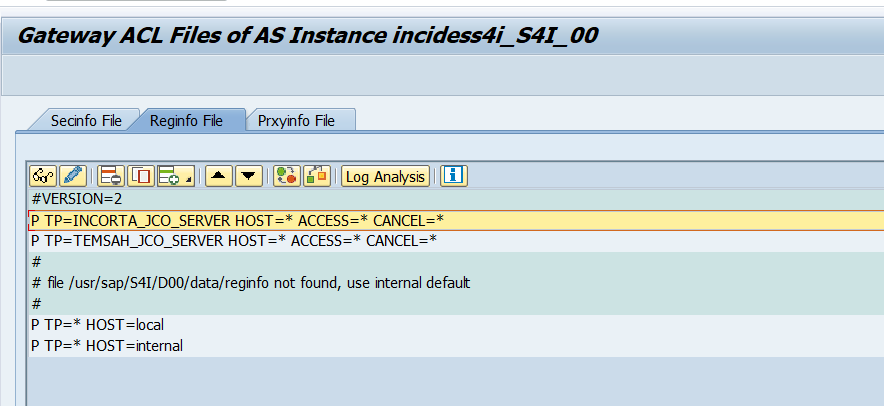 Gateway ACL Files of AS Instance incidess4i_S4I_00
Secinfo File Reginfo File Prxyinfo File
Log Analysis
#VERSION=2
P TP=INCORTA_JCO_SERVER HOST=* ACCESS=* CANCEL=*
P TP=TEMSAH_JCO_SERVER HOST=* ACCESS=* CANCEL=*
#
# file /usr/sap/S4I/D00/data/reginfo not found, use internal default
#
P TP=* HOST=local
P TP=* HOST=internal